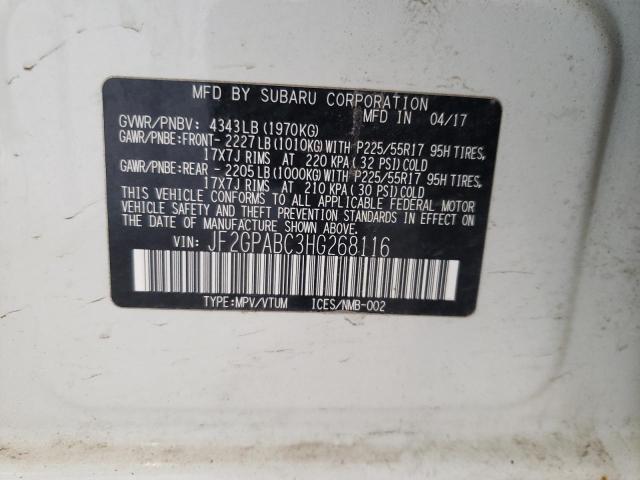 MFD BY SUBARU CORPORATION
MFD IN 04/17
GVWR/PNBV: 4343LB (1970KG)
GAWR/PNBE:FRONT- 2227LB (1010KG) WITH P225/55R17 95H TIRES,
17X7J RIMS AT 220 KPA ( 32 PSI) COLD
GAWR/PNBE:REAR - 2205LB (1000KG) WITH P225/55R17 95H TIRES,
17X7J RIMS AT 210 KPA ( 30 PSI) COLD
THIS VEHICLE CONFORMS TO ALL APPLICABLE FEDERAL MOTOR
VEHICLE SAFETY AND THEFT PREVENTION STANDARDS IN EFFECT ON
THE DATE OF MANUFACTURE SHOWN ABOVE.
VIN: JF2GPABC3HG268116
TYPE:MPV/VTUM ICES/NMB-002